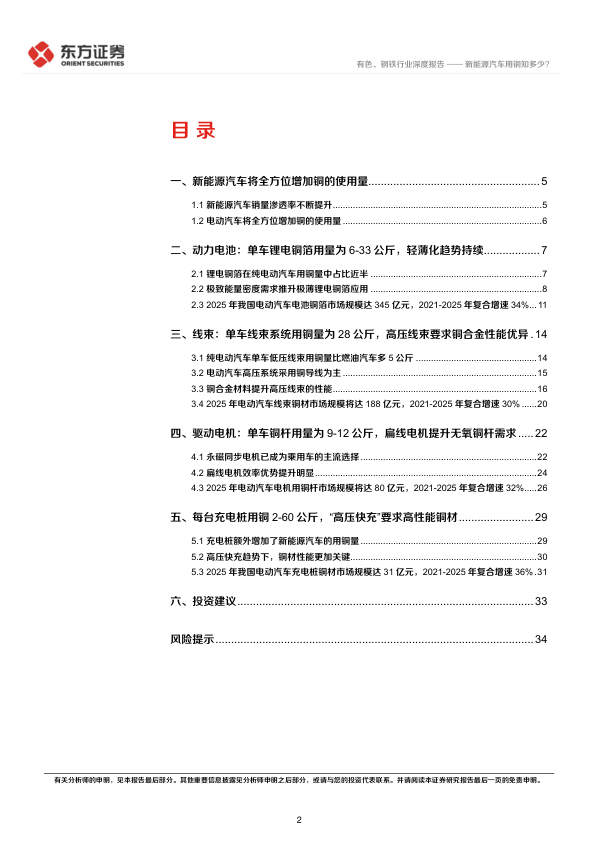 东方证券
ORIENT SECURITIES
有色、钢铁行业深度报告 —— 新能源汽车用铜知多少?
目 录
一、新能源汽车将全方位增加铜的使用量.......................................................5
1.1 新能源汽车销量渗透率不断提升.......................................................5
1.2 电动汽车将全方位增加铜的使用量.......................................................6
二、动力电池：单车锂电铜箔用量为 6-33 公斤，轻薄化趋势持续..................7
2.1 锂电铜箔在纯电动汽车用铜量中占比近半.......................................................7
2.2 极致能量密度需求推升极薄锂电铜箔应用.......................................................8
2.3 2025 年我国电动汽车电池铜箔市场规模达 345 亿元，2021-2025 年复合增速 34%... 11
三、线束：单车线束系统用铜量为 28 公斤，高压线束要求铜合金性能优异 . 14
3.1 纯电动汽车单车低压线束用铜量比燃油汽车多 5 公斤.......................................................14
3.2 电动汽车高压系统采用铜导线为主.......................................................15
3.3 铜合金材料提升高压线束的性能.......................................................16
3.4 2025 年电动汽车线束铜材市场规模将达 188 亿元，2021-2025 年复合增速 30% ......20
四、驱动电机：单车铜杆用量为 9-12 公斤，扁线电机提升无氧铜杆需求 .....22
4.1 永磁同步电机已成为乘用车的主流选择.......................................................22
4.2 扁线电机效率优势提升明显.......................................................24
4.3 2025 年电动汽车电机用铜杆市场规模将达 80 亿元，2021-2025 年复合增速 32%.....26
五、每台充电桩用铜 2-60 公斤，“高压快充”要求高性能铜材........................29
5.1 充电桩额外增加了新能源汽车的用铜量.......................................................29
5.2 高压快充趋势下，铜材性能更加关键.......................................................30
5.3 2025 年我国电动汽车充电桩铜材市场规模达 31 亿元，2021-2025 年复合增速 36% .31
六、投资建议.......................................................33
风险提示.......................................................34
有关分析师的申明，见本报告最后部分。其他重要信息披露见分析师申明之后部分，或请与您的投资代表联系。并请阅读本证券研究报告最后一页的免责申明。
2